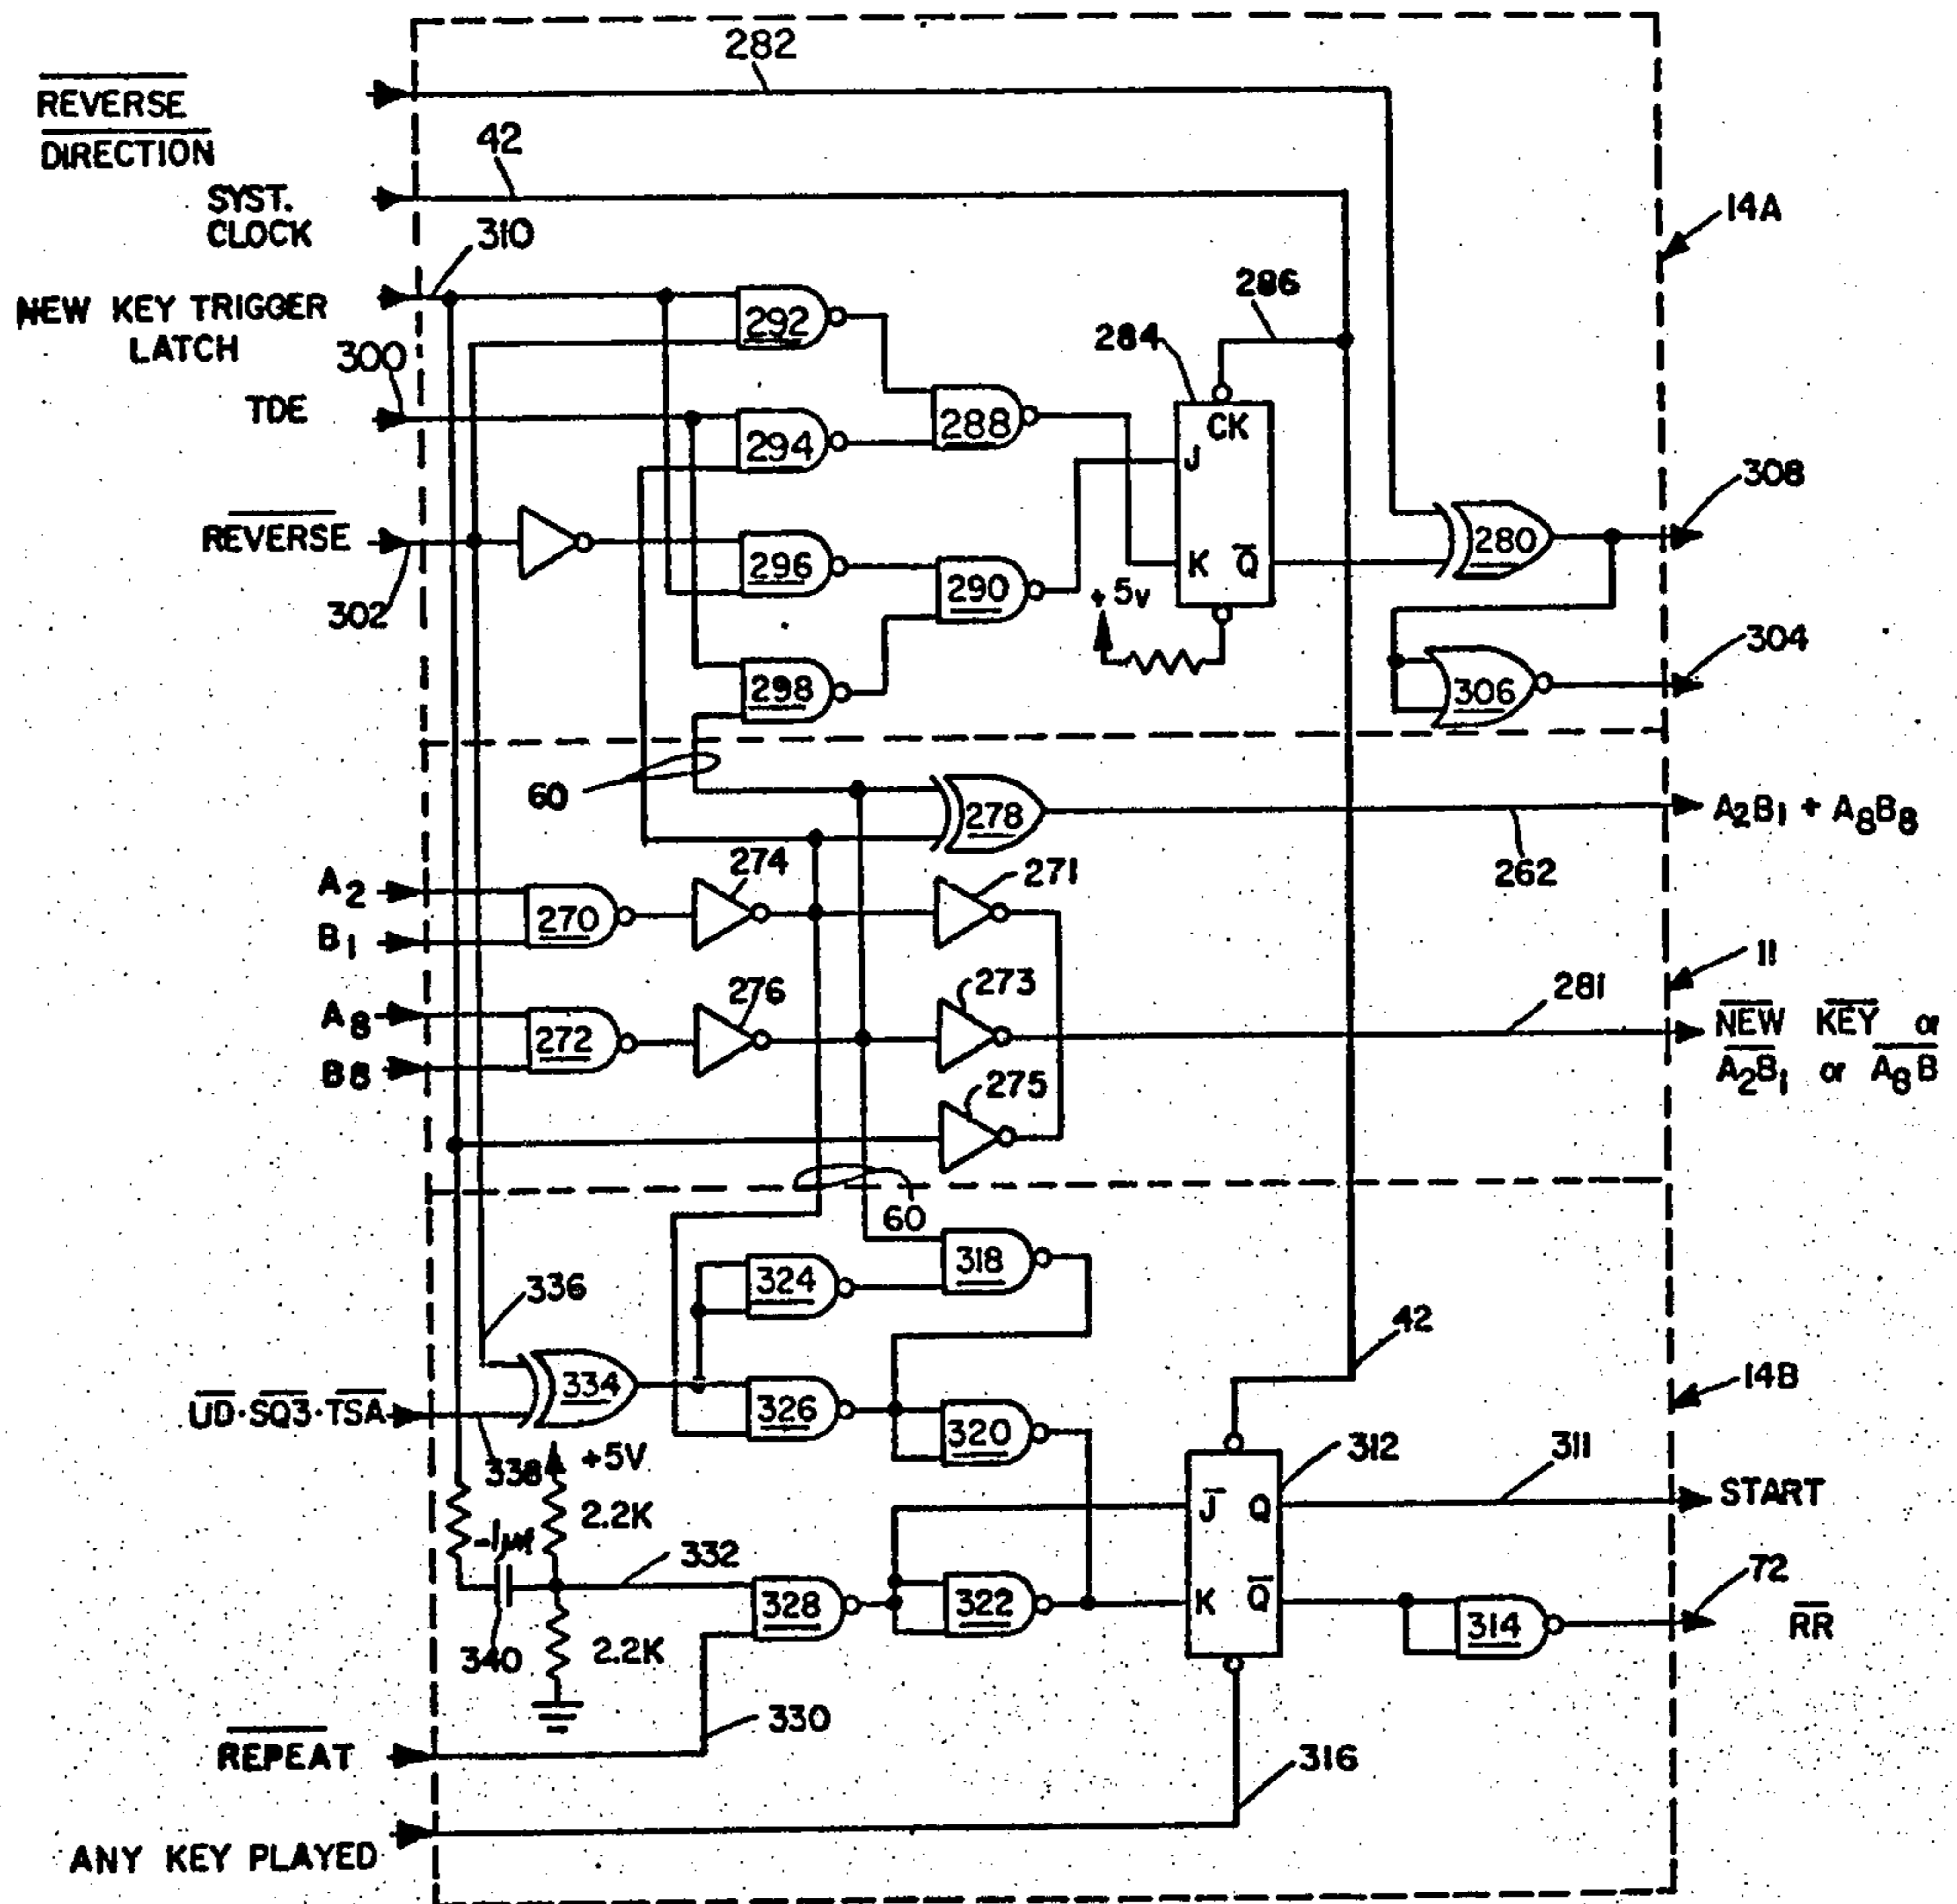 282
REVERSE
DIRECTION
42
SYST.
CLOCK
310
14A
NEW KEY TRIGGER
LATCH
286
292
284
300
TDE
288
CK
294
J
308
REVERSE
280
296
K
Q
290
+5v
302
304
298
306
60
278
A2B1 + A8B8
274
271
262
A2
270
B1
11
276
273
281
A8
NEW KEY or
272
A2B1 or A8B
B8
275
60
318
324
336
42
334
14B
UD·SQ3·TSA
326
320
338
+5V
312
311
J
Q
START
2.2K
.1µf
332
72
328
322
K
Q
314
RR
340
2.2K
330
REPEAT
316
ANY KEY PLAYED